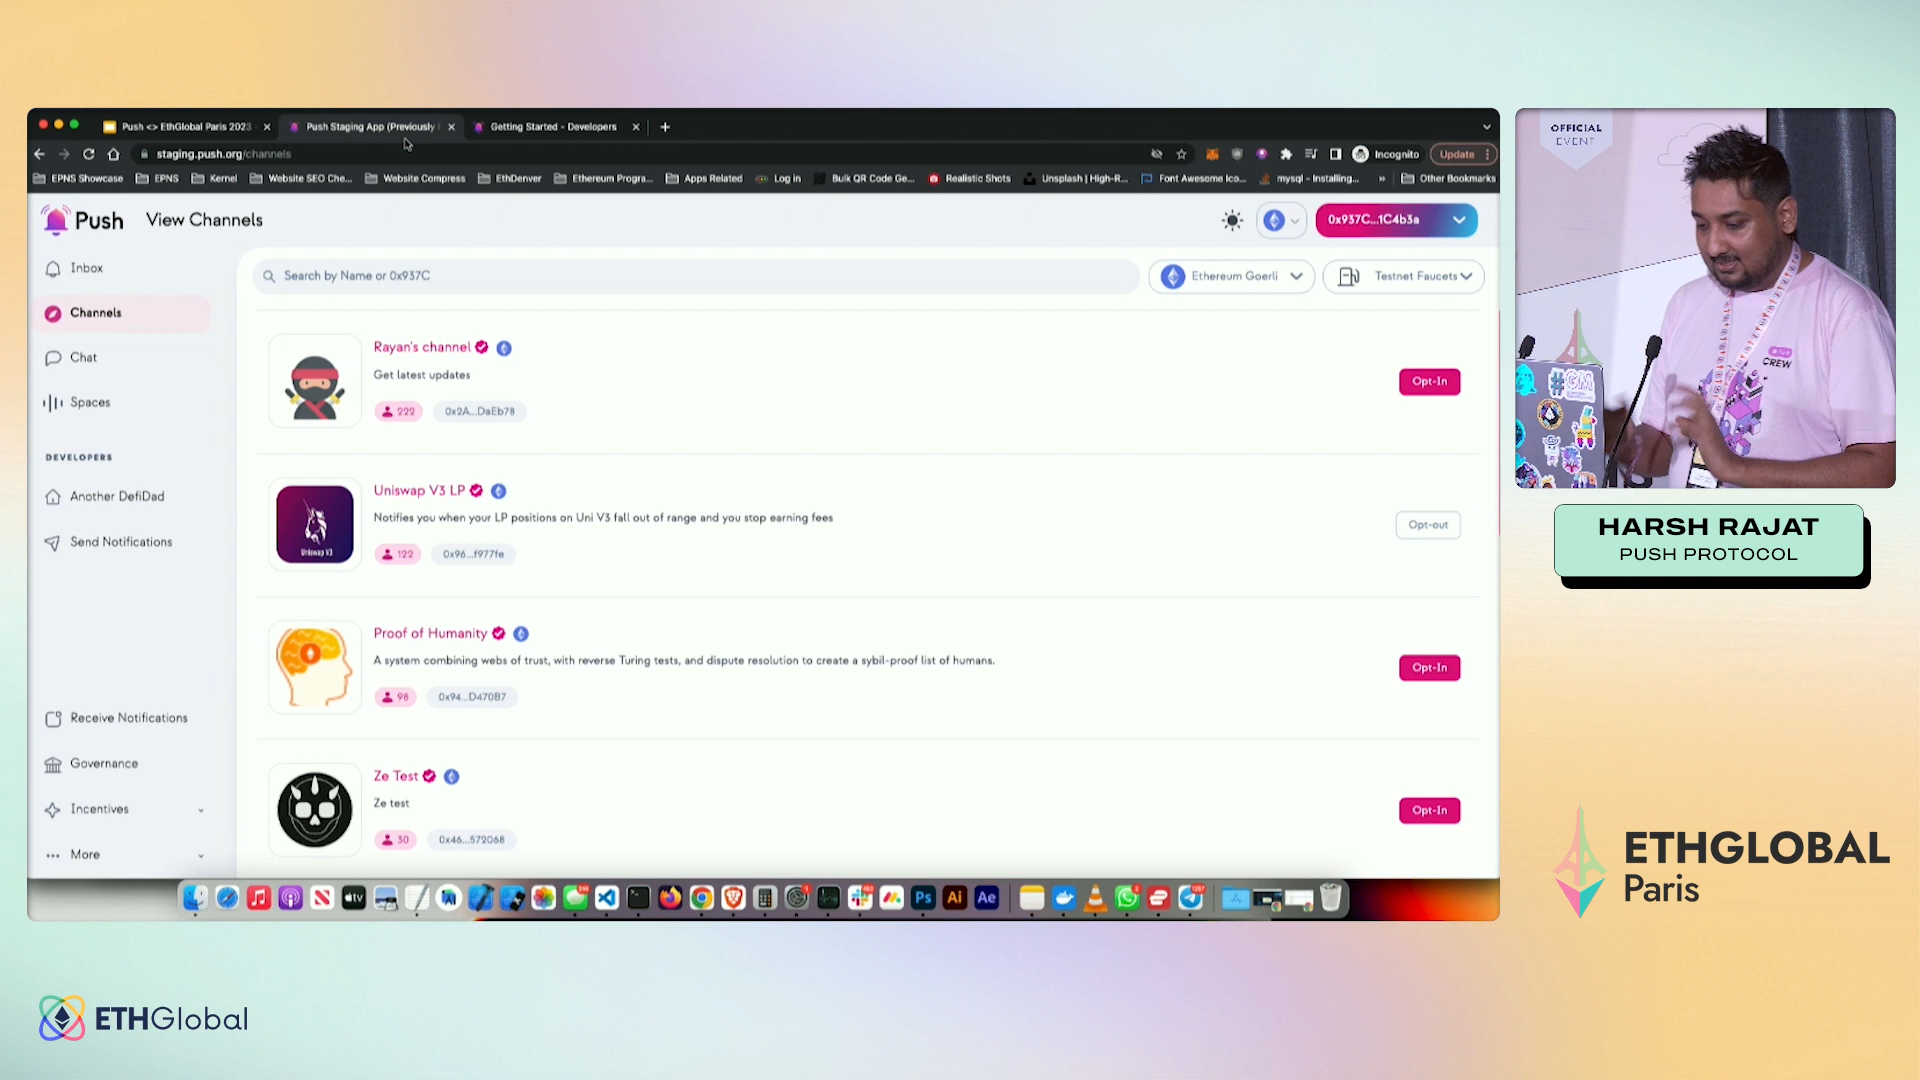 Push <> EthGlobal Paris 2023
Push Staging App (Previously
Getting Started - Developers
staging.push.org/channels
Incognito
Update
EPNS Showcase
EPNS
Kernel
Website SEO Che...
Website Compress
EthDenver
Ethereum Progra...
Apps Related
Log in
Bulk QR Code Ge...
Realistic Shots
Unsplash | High-R...
Font Awesome Ico...
mysql - Installing...
»
Other Bookmarks
Push
View Channels
0x937C...1C4b3a
Inbox
Channels
Chat
Spaces
DEVELOPERS
Another DefiDad
Send Notifications
Receive Notifications
Governance
Incentives
More
Search by Name or 0x937C
Ethereum Goerli
Testnet Faucets
Rayan's channel
Get latest updates
222
0x2A...DaEb78
Opt-In
Uniswap V3 LP
Notifies you when your LP positions on Uni V3 fall out of range and you stop earning fees
122
0x96...f977fe
Opt-out
Uniswap V3
Proof of Humanity
A system combining webs of trust, with reverse Turing tests, and dispute resolution to create a sybil-proof list of humans.
98
0x94...D470B7
Opt-In
Ze Test
Ze test
30
0x46...572068
Opt-In
tv
Ps
Ai
Ae
OFFICIAL
EVENT
CREW
#GM
HARSH RAJAT
PUSH PROTOCOL
ETHGLOBAL
Paris
ETHGlobal